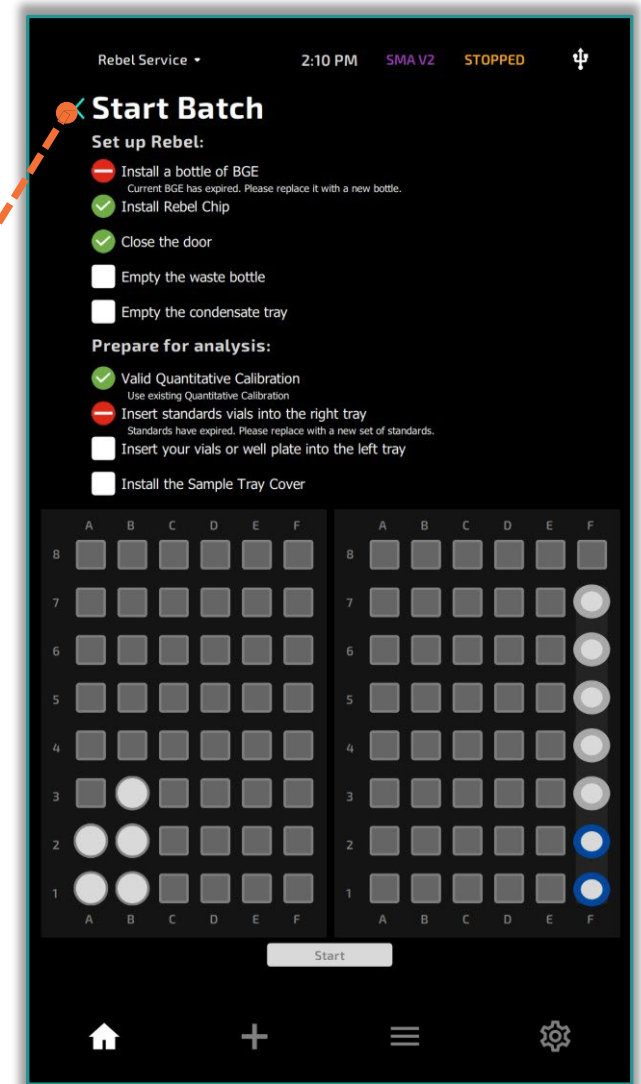 Rebel Service 2:10 PM SMA V2 STOPPED
Start Batch
Set up Rebel:
Install a bottle of BGE
Current BGE has expired. Please replace it with a new bottle.
Install Rebel Chip
Close the door
Empty the waste bottle
Empty the condensate tray
Prepare for analysis:
Valid Quantitative Calibration
Use existing Quantitative Calibration
Insert standards vials into the right tray
Standards have expired. Please replace with a new set of standards.
Insert your vials or well plate into the left tray
Install the Sample Tray Cover
A B C D E F A B C D E F
8 8
7 7
6 6
5 5
4 4
3 3
2 2
1 1
A B C D E F A B C D E F
Start